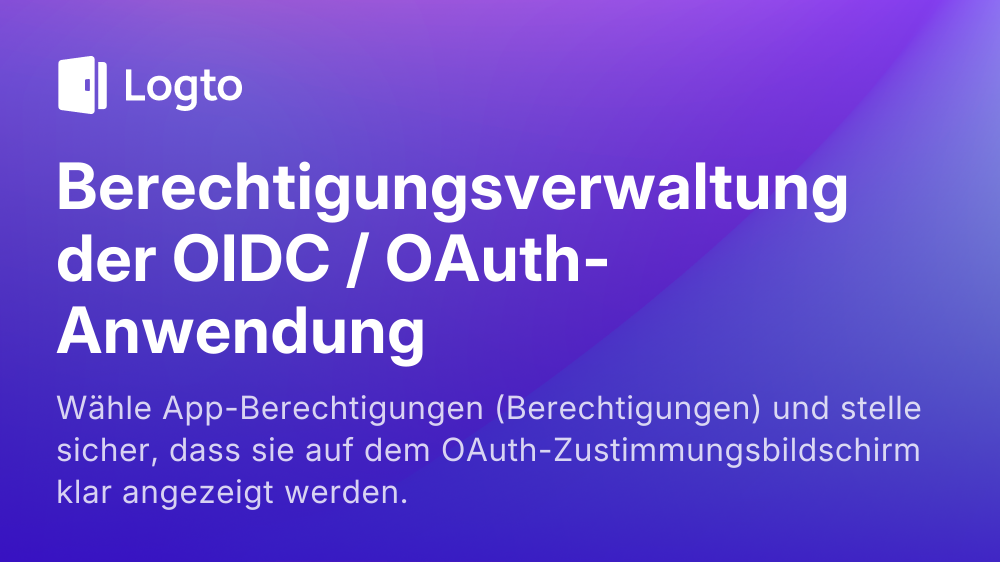 Logto
Berechtigungsverwaltung
der OIDC / OAuth-
Anwendung
Wähle App-Berechtigungen (Berechtigungen) und stelle
sicher, dass sie auf dem OAuth-Zustimmungsbildschirm
klar angezeigt werden.